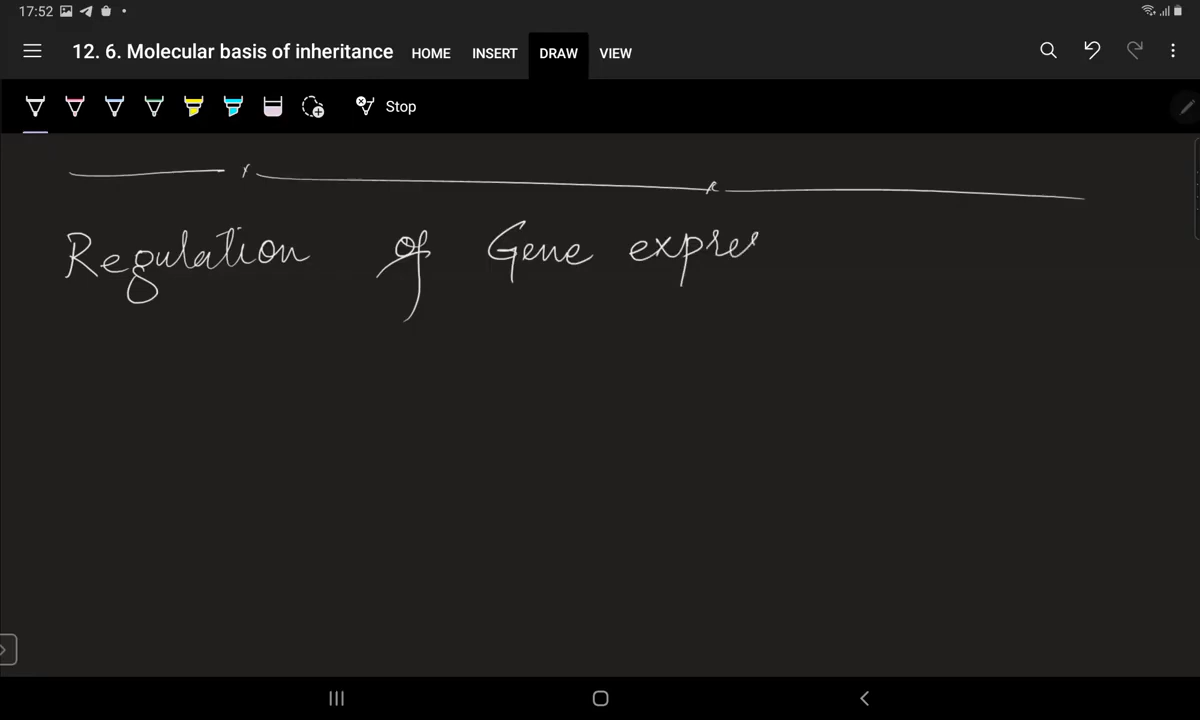 17:52
12. 6. Molecular basis of inheritance HOME INSERT DRAW VIEW
Stop
Regulation of Gene expre